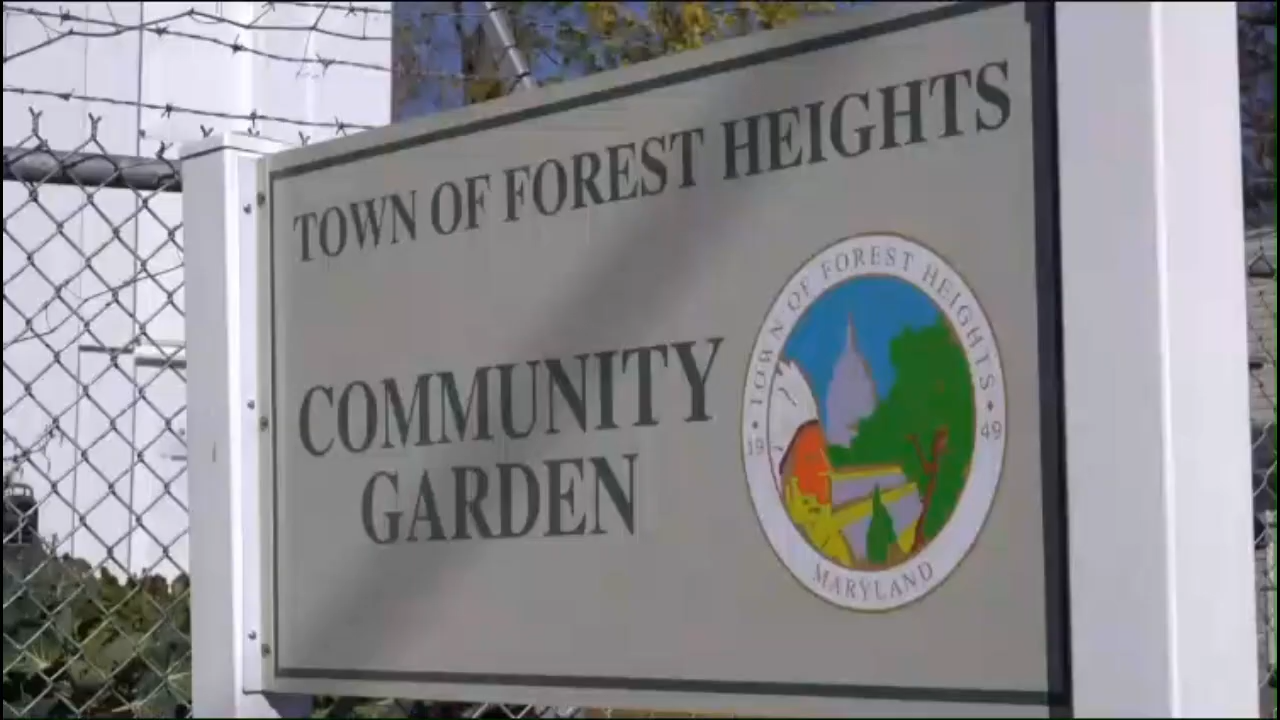 TOWN OF FOREST HEIGHTS
COMMUNITY
GARDEN
• TOWN OF FOREST HEIGHTS •
19 49
MARYLAND